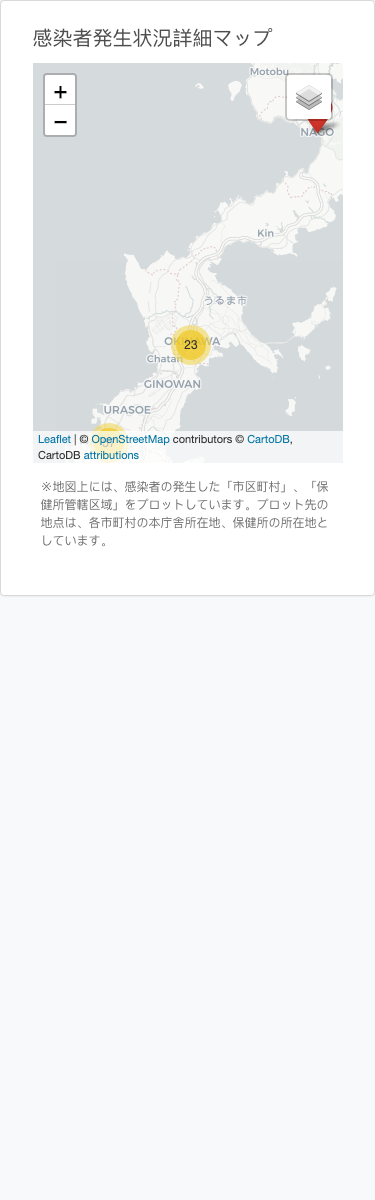 感染者発生状況詳細マップ
Motobu
+
−
NAGO
Kin
うるま市
23
Chatan
GINOWAN
URASOE
Leaflet | © OpenStreetMap contributors © CartoDB,
CartoDB attributions
※地図上には、感染者の発生した「市区町村」、「保
健所管轄区域」をプロットしています。プロット先の
地点は、各市町村の本庁舎所在地、保健所の所在地と
しています。